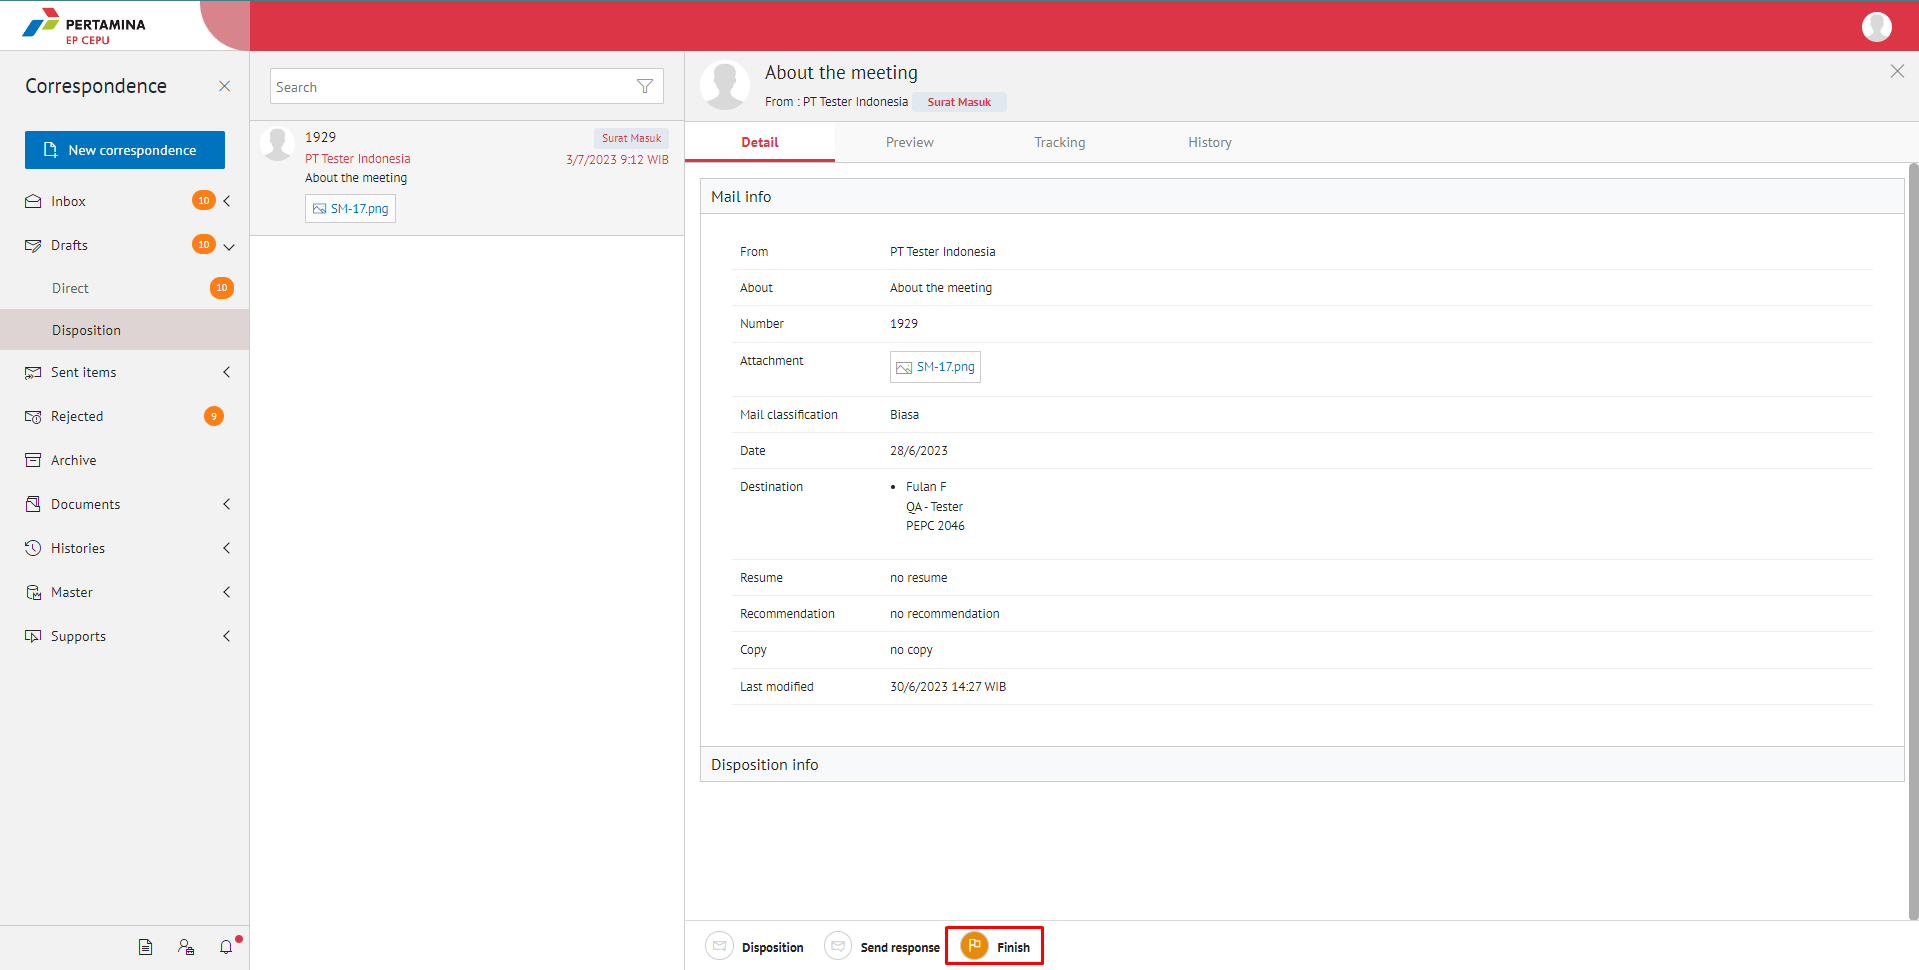 PERTAMINA
EP CEPU
Correspondence
New correspondence
Inbox 10
Drafts 10
Direct 10
Disposition
Sent items
Rejected 9
Archive
Documents
Histories
Master
Supports
Search
1929 Surat Masuk
PT Tester Indonesia 3/7/2023 9:12 WIB
About the meeting
SM-17.png
About the meeting
From : PT Tester Indonesia Surat Masuk
Detail Preview Tracking History
Mail info
From PT Tester Indonesia
About About the meeting
Number 1929
Attachment SM-17.png
Mail classification Biasa
Date 28/6/2023
Destination • Fulan F
QA - Tester
PEPC 2046
Resume no resume
Recommendation no recommendation
Copy no copy
Last modified 30/6/2023 14:27 WIB
Disposition info
Disposition Send response Finish